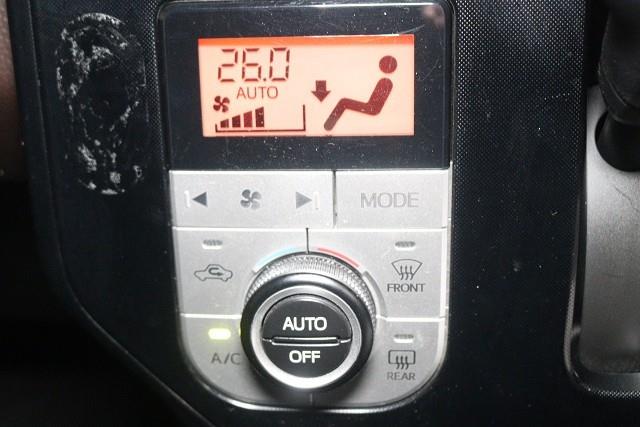 26.0
AUTO
MODE
FRONT
AUTO
OFF
A/C
REAR